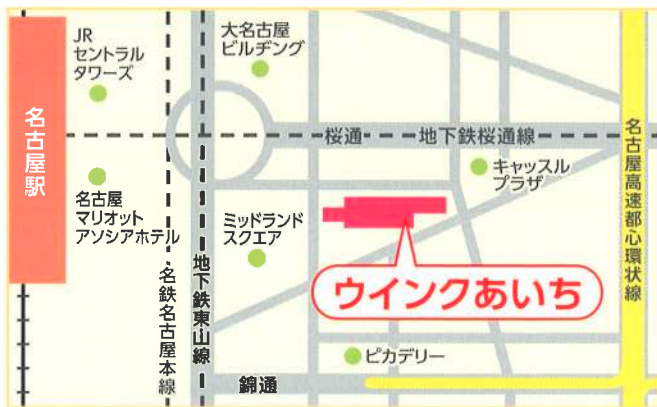 JR
セントラル
タワーズ
大名古屋
ビルヂング
名古屋駅
桜通
地下鉄桜通線
キャッスル
プラザ
名古屋高速都心環状線
名古屋
マリオット
アソシアホテル
ミッドランド
スクエア
名鉄名古屋本線
地下鉄東山線
ウインクあいち
ピカデリー
錦通